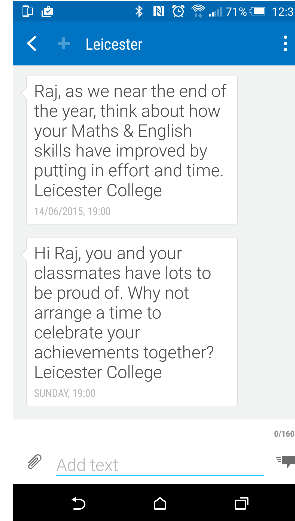 71% 12:3
Leicester
Raj, as we near the end of
the year, think about how
your Maths & English
skills have improved by
putting in effort and time.
Leicester College
14/06/2015, 19:00
Hi Raj, you and your
classmates have lots to
be proud of. Why not
arrange a time to
celebrate your
achievements together?
Leicester College
SUNDAY, 19:00
0/160
Add text